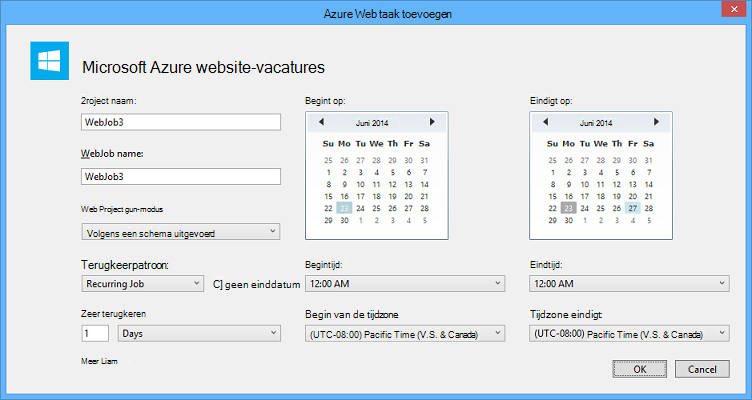 Azure Web taak toevoegen
Microsoft Azure website-vacatures
2roject naam:
WebJob3
WebJob name:
WebJob3
Web Project gun-modus
Volgens een schema uitgevoerd
Begint op:
Juni 2014
Su Mo Tu We Th Fr Sa
25 26 27 28 29 30 31
1 2 3 4 5 6 7
8 9 10 11 12 13 14
15 16 17 18 19 20 21
22 23 24 25 26 27 28
29 30 1 2 3 4 5
Eindigt op:
Juni 2014
Su Mo Tu We Th Fr Sa
25 26 27 28 29 30 31
1 2 3 4 5 6 7
8 9 10 11 12 13 14
15 16 17 18 19 20 21
22 23 24 25 26 27 28
29 30 1 2 3 4 5
Terugkeerpatroon:
Recurring Job
C] geen einddatum
Begintijd:
12:00 AM
Eindtijd:
12:00 AM
Zeer terugkeren
1 Days
Begin van de tijdzone
(UTC-08:00) Pacific Time (V.S. & Canada)
Tijdzone eindigt
(UTC-08:00) Pacific Time (V.S. & Canada)
Meer Liam
OK
Cancel